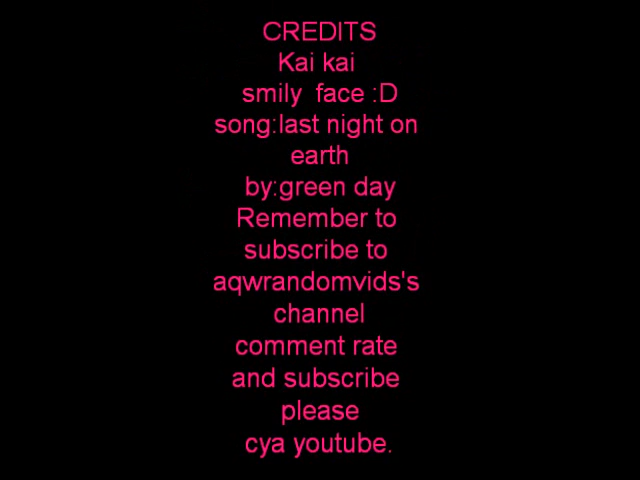 CREDITS
Kai kai
smily  face :D
song:last night on
earth
by:green day
Remember to
subscribe to
aqwrandomvids's
channel
comment rate
and subscribe
please
cya youtube.